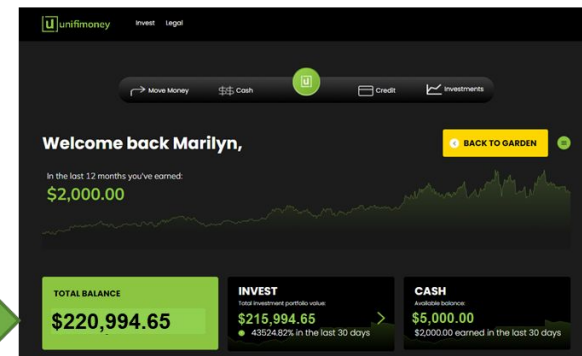 unifimoney
Invest Legal
Move Money $$ Cash Credit Investments
Welcome back Marilyn,
BACK TO GARDEN
In the last 12 months you've earned:
$2,000.00
TOTAL BALANCE
$220,994.65
INVEST
Total investment portfolio value:
$215,994.65
43524.82% in the last 30 days
CASH
Available balance:
$5,000.00
$2,000.00 earned in the last 30 days